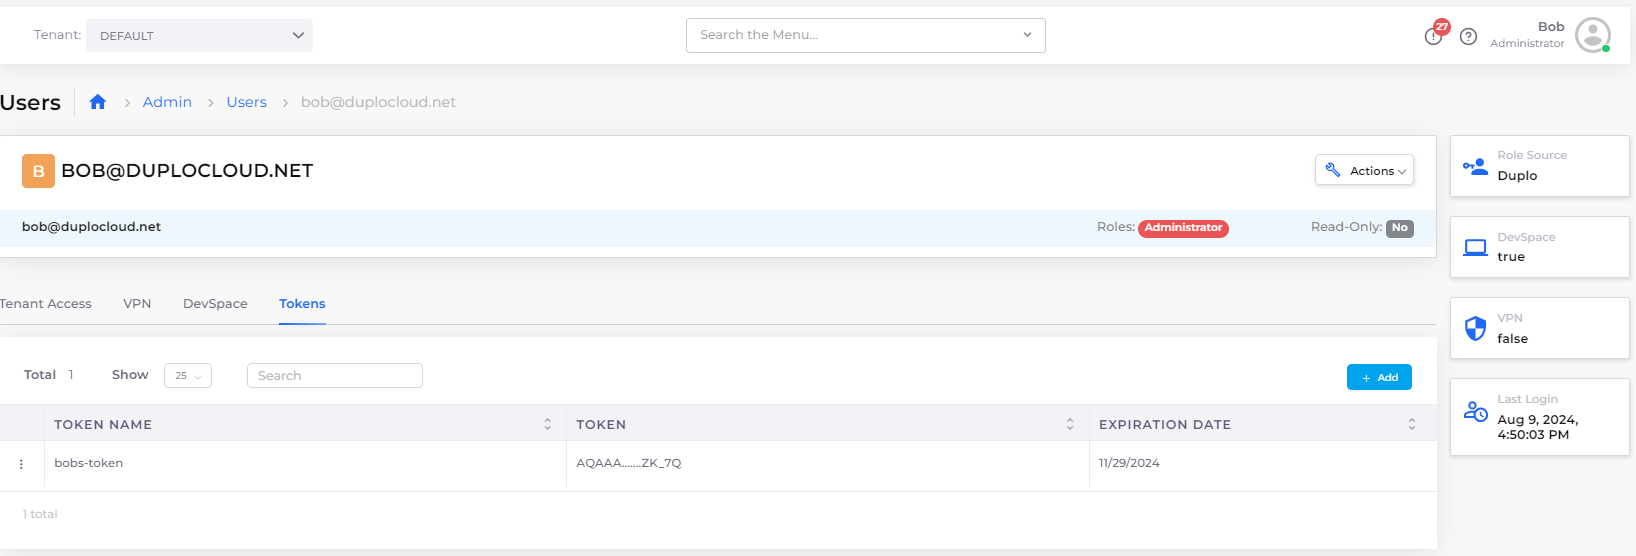 Tenant: DEFAULT
Search the Menu...
27
Bob
Administrator
Users Admin Users bob@duplocloud.net
B BOB@DUPLOCLOUD.NET
Actions
bob@duplocloud.net Roles: Administrator Read-Only: No
Role Source
Duplo
DevSpace
true
VPN
false
Last Login
Aug 9, 2024,
4:50:03 PM
Tenant Access VPN DevSpace Tokens
Total 1 Show 25 Search + Add
TOKEN NAME TOKEN EXPIRATION DATE
bobs-token AQAAA.......ZK_7Q 11/29/2024
1 total